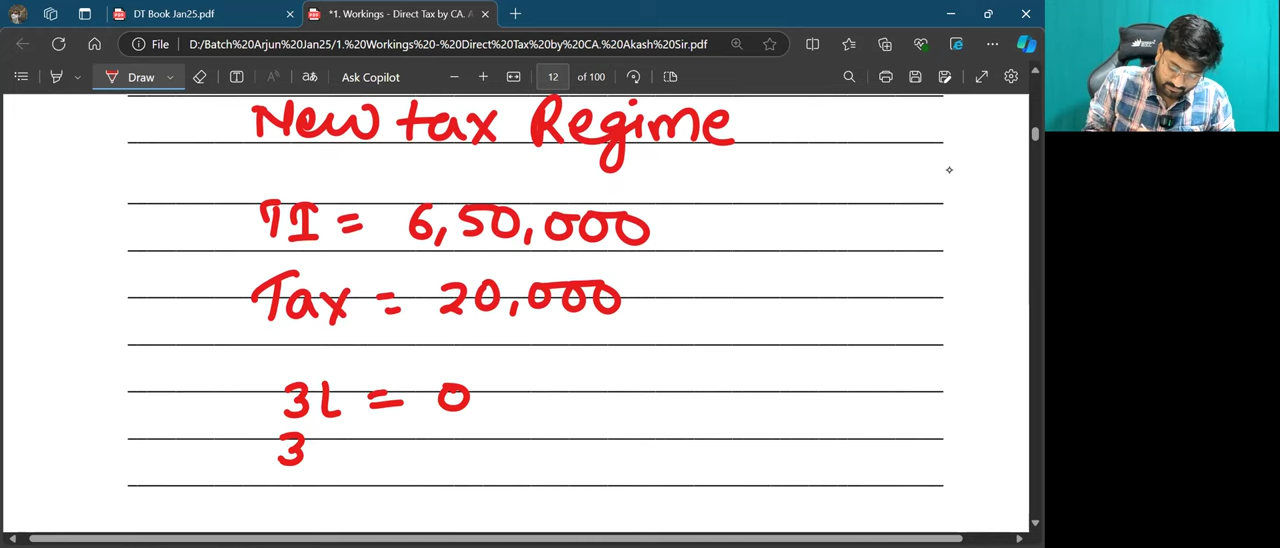 DT Book Jan25.pdf
*1. Workings - Direct Tax by CA. A
File
D:/Batch%20Arjun%20Jan25/1.%20Workings%20-%20Direct%20Tax%20by%20CA.%20Akash%20Sir.pdf
Draw
aあ
Ask Copilot
12 of 100
New tax Regime
TI = 6,50,000
Tax = 20,000
3L = 0
3